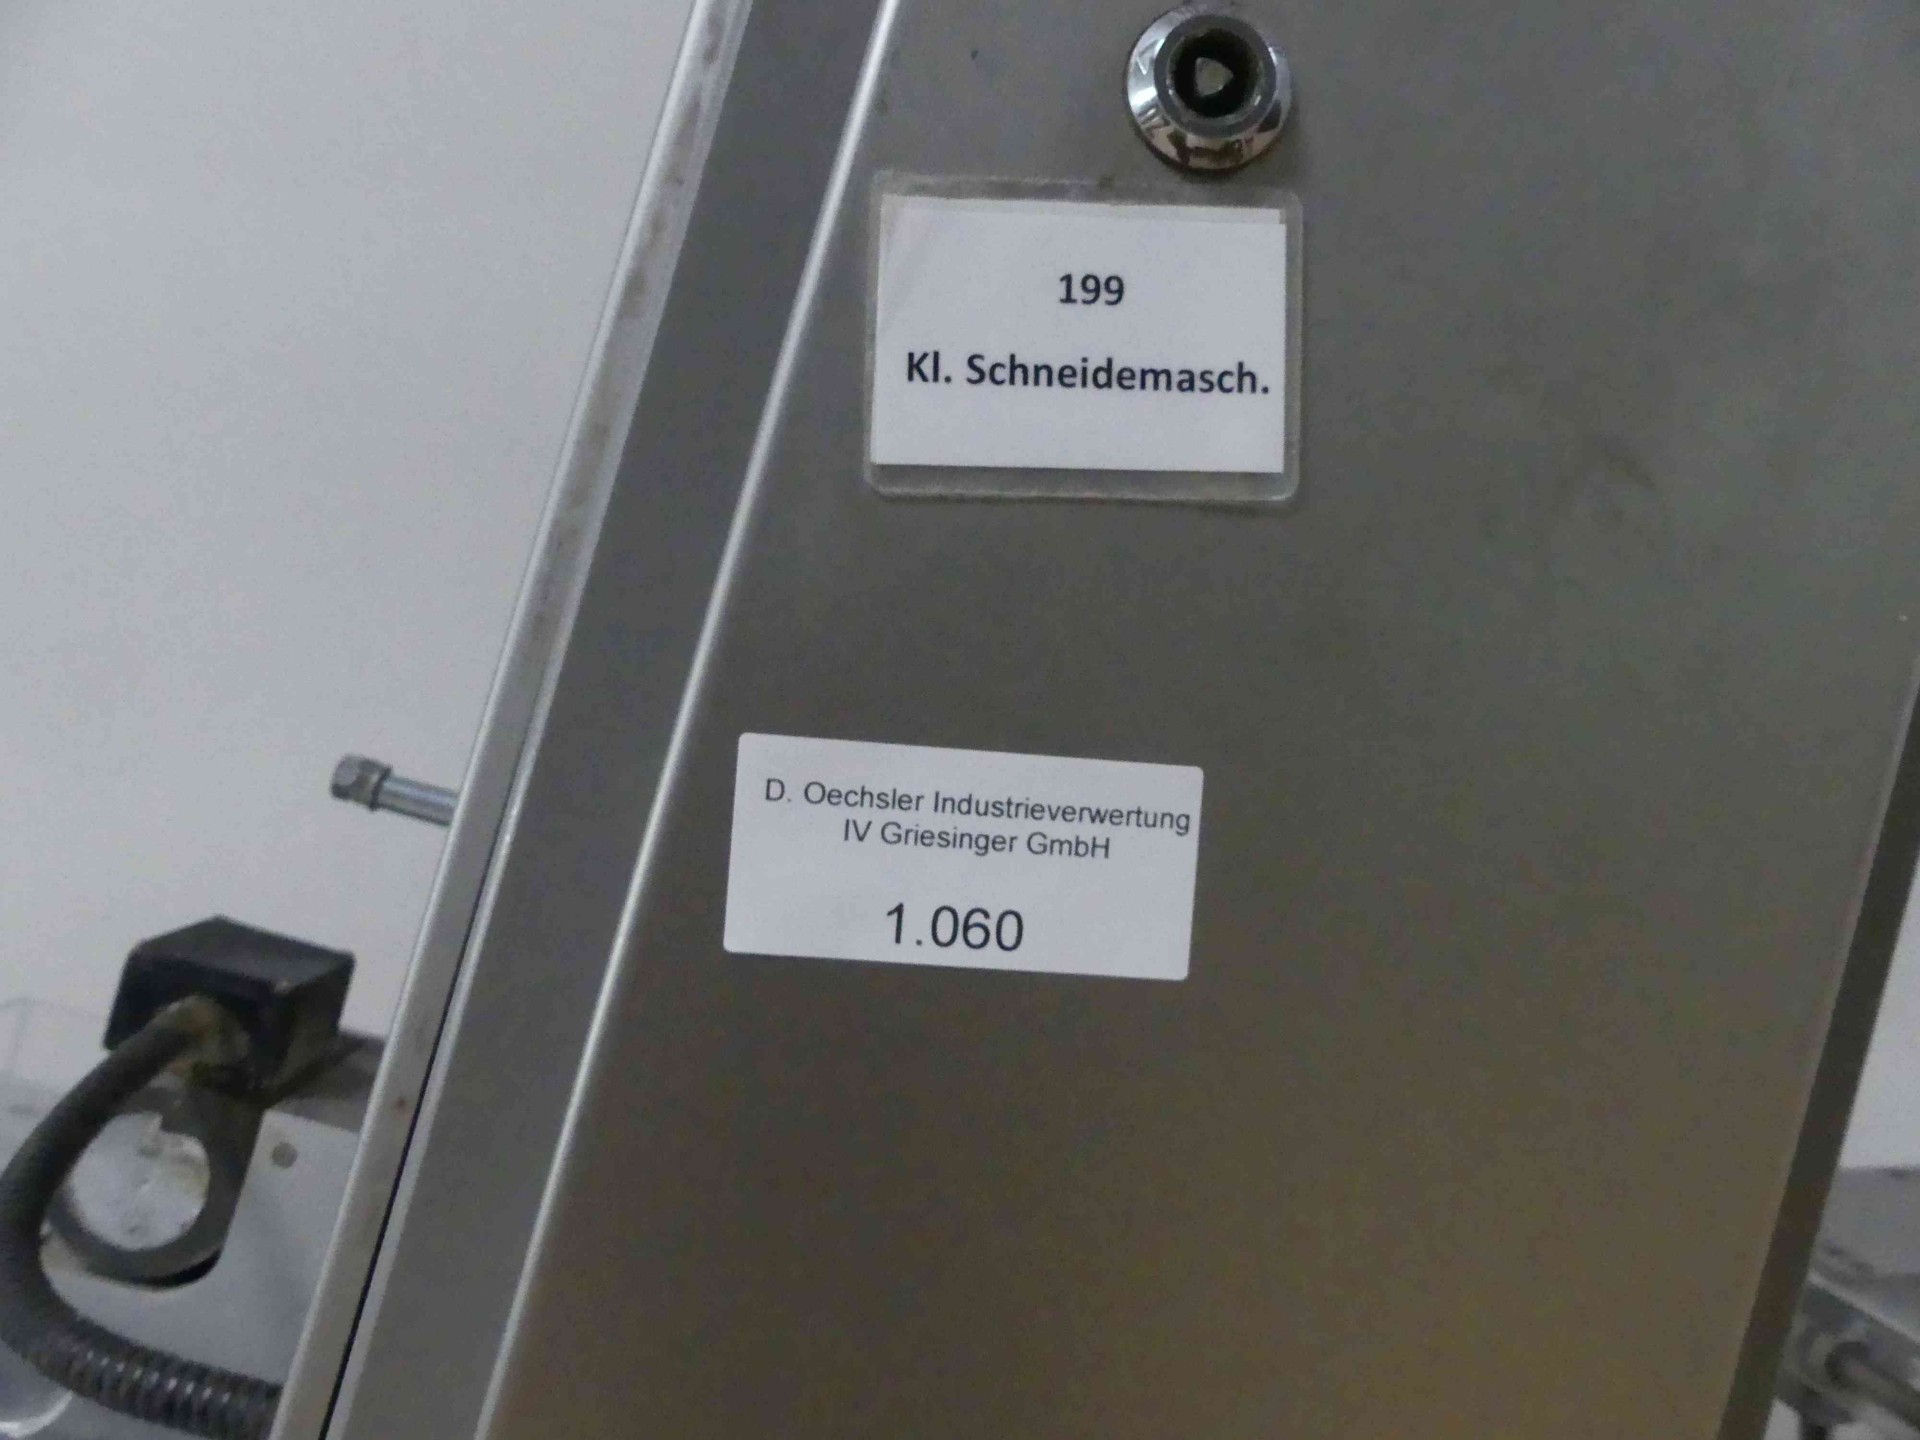 199
Kl. Schneidemasch.
D. Oechsler Industrieverwertung
IV Griesinger GmbH
1.060